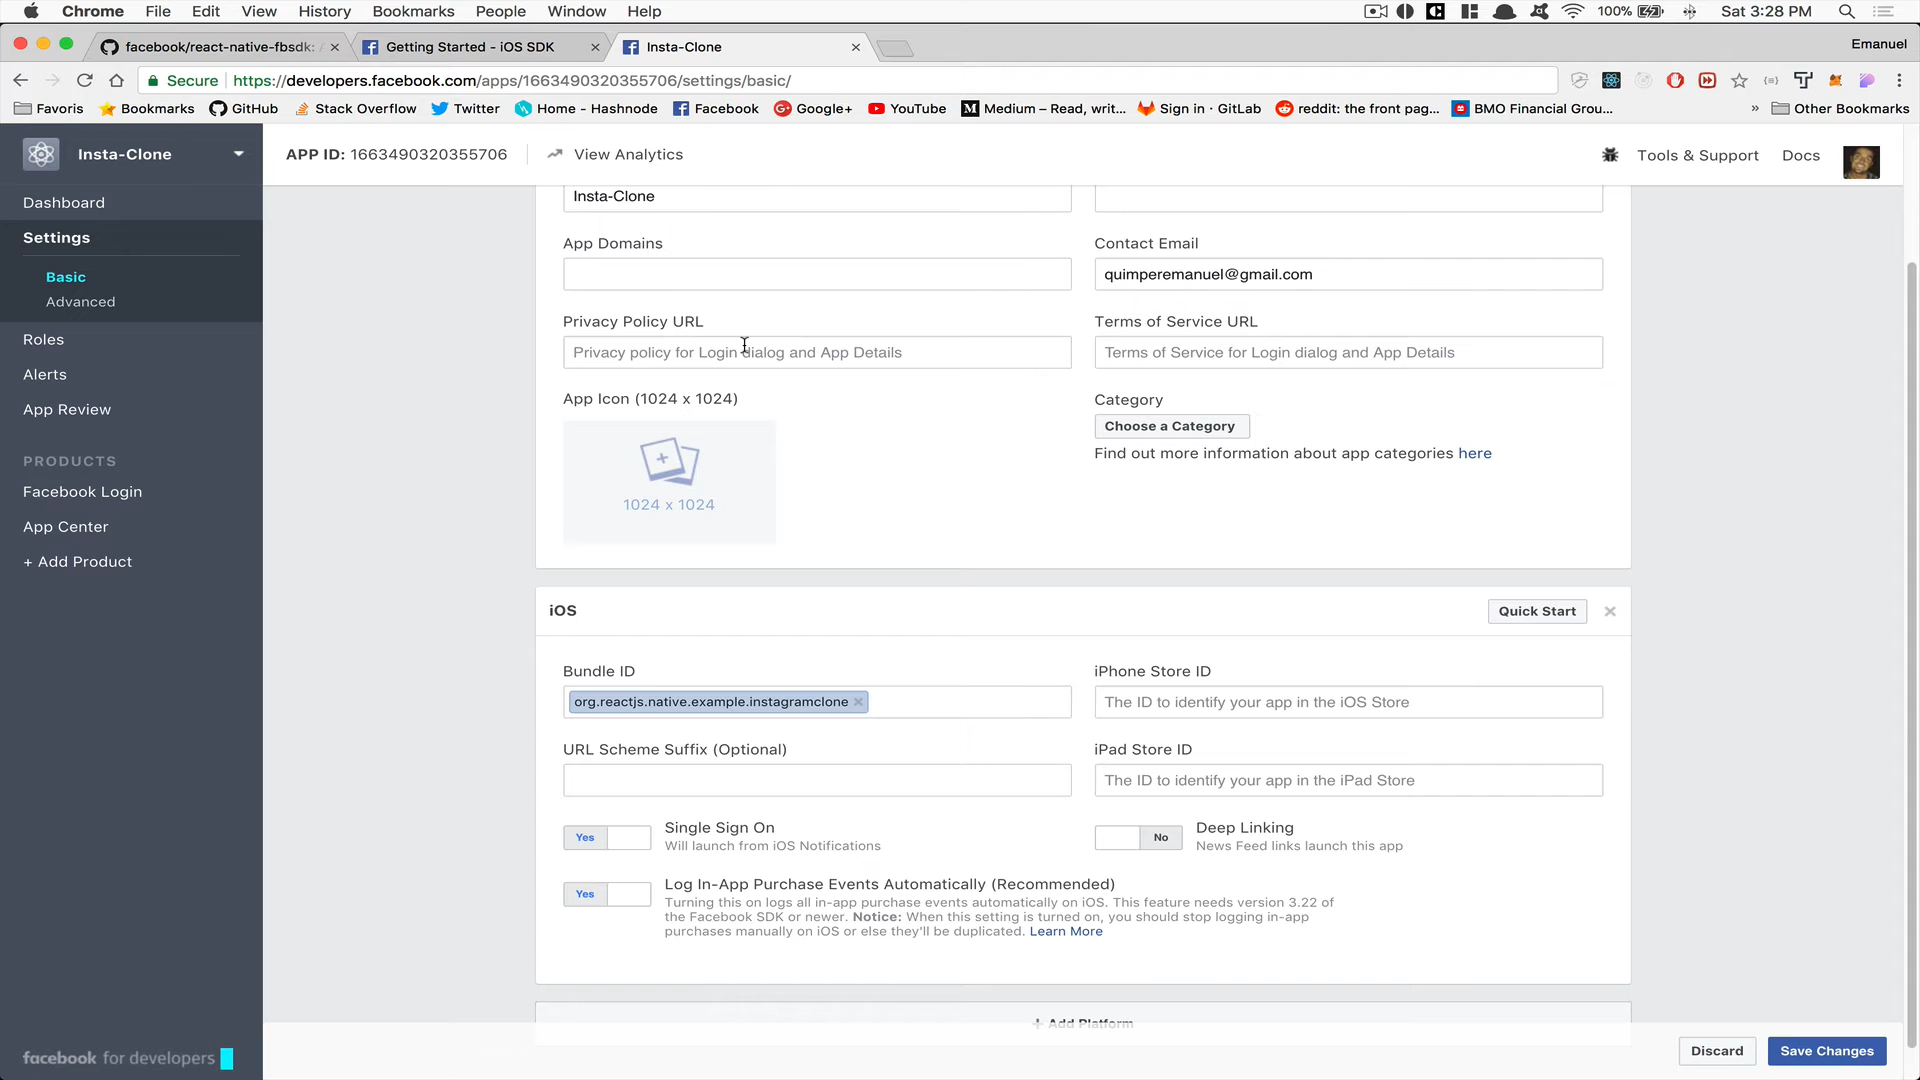 Chrome File Edit View History Bookmarks People Window Help 100% Sat 3:28 PM
facebook/react-native-fbsdk: Getting Started - iOS SDK Insta-Clone Emanuel
Secure https://developers.facebook.com/apps/1663490320355706/settings/basic/
Favoris Bookmarks GitHub Stack Overflow Twitter Home - Hashnode Facebook Google+ YouTube Medium – Read, writ... Sign in · GitLab reddit: the front pag... BMO Financial Grou... » Other Bookmarks
Insta-Clone APP ID: 1663490320355706 View Analytics Tools & Support Docs
Dashboard
Settings
Basic
Advanced
Roles
Alerts
App Review
PRODUCTS
Facebook Login
App Center
+ Add Product
facebook for developers
Insta-Clone
App Domains Contact Email
quimperemanuel@gmail.com
Privacy Policy URL Terms of Service URL
Privacy policy for Login dialog and App Details Terms of Service for Login dialog and App Details
App Icon (1024 x 1024) Category
Choose a Category
Find out more information about app categories here
1024 x 1024
iOS Quick Start
Bundle ID iPhone Store ID
org.reactjs.native.example.instagramclone The ID to identify your app in the iOS Store
URL Scheme Suffix (Optional) iPad Store ID
The ID to identify your app in the iPad Store
Yes Single Sign On No Deep Linking
Will launch from iOS Notifications News Feed links launch this app
Yes Log In-App Purchase Events Automatically (Recommended)
Turning this on logs all in-app purchase events automatically on iOS. This feature needs version 3.22 of
the Facebook SDK or newer. Notice: When this setting is turned on, you should stop logging in-app
purchases manually on iOS or else they'll be duplicated. Learn More
+ Add Platform
Discard Save Changes